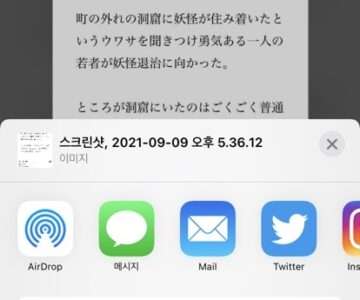 町の外れの洞窟に妖怪が住み着いたと
いうウワサを聞きつけ勇気ある一人の
若者が妖怪退治に向かった。
ところが洞窟にいたのはごくごく普通
스크린샷, 2021-09-09 오후 5.36.12
이미지
AirDrop
메시지
Mail
Twitter
Ins